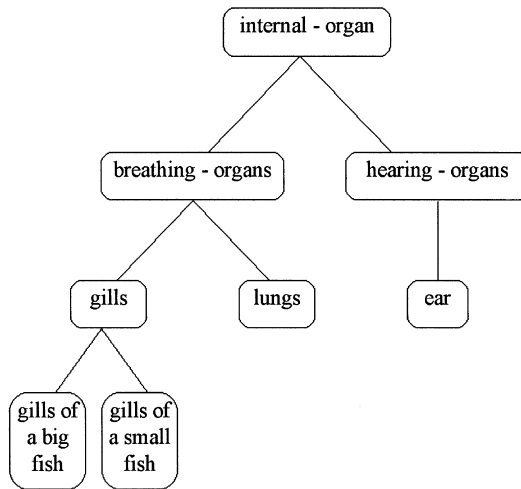 internal - organ
breathing - organs
hearing - organs
gills
lungs
ear
gills of
a big
fish
gills of
a small
fish